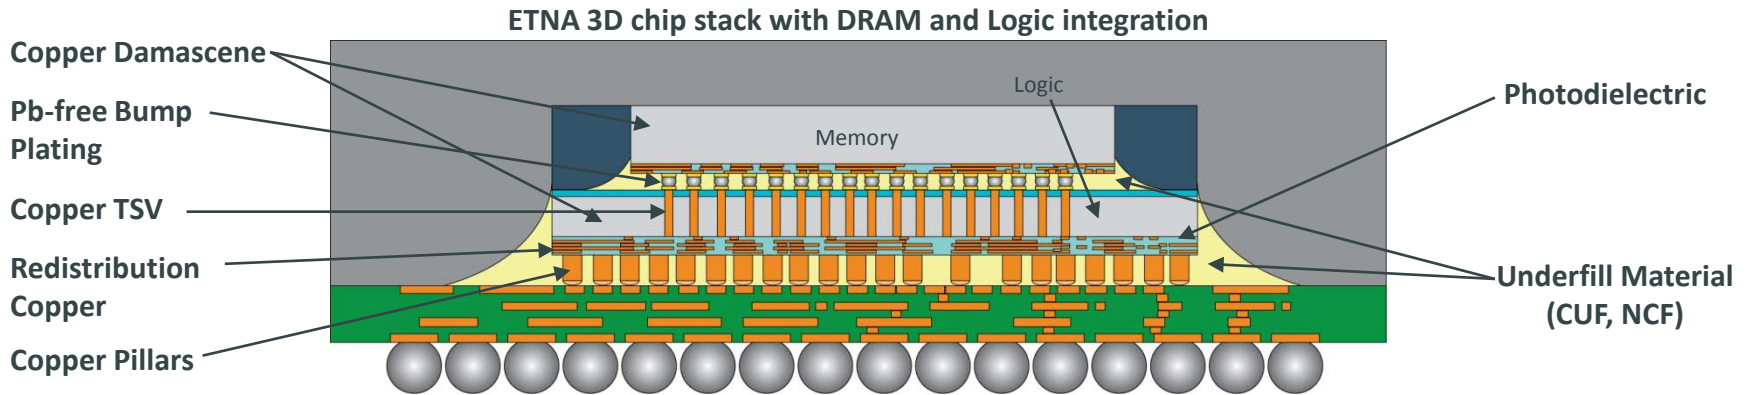 ETNA 3D chip stack with DRAM and Logic integration
Copper Damascene
Pb-free Bump
Plating
Copper TSV
Redistribution
Copper
Copper Pillars
Logic
Memory
Photodielectric
Underfill Material
(CUF, NCF)